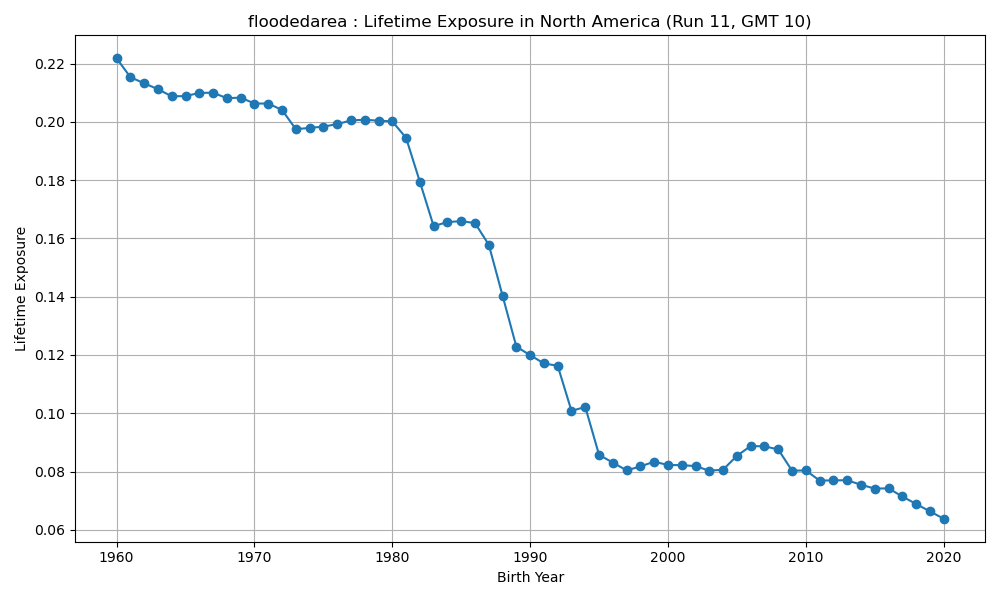 floodedarea : Lifetime Exposure in North America (Run 11, GMT 10)
Lifetime Exposure
0.22
0.20
0.18
0.16
0.14
0.12
0.10
0.08
0.06
1960 1970 1980 1990 2000 2010 2020
Birth Year